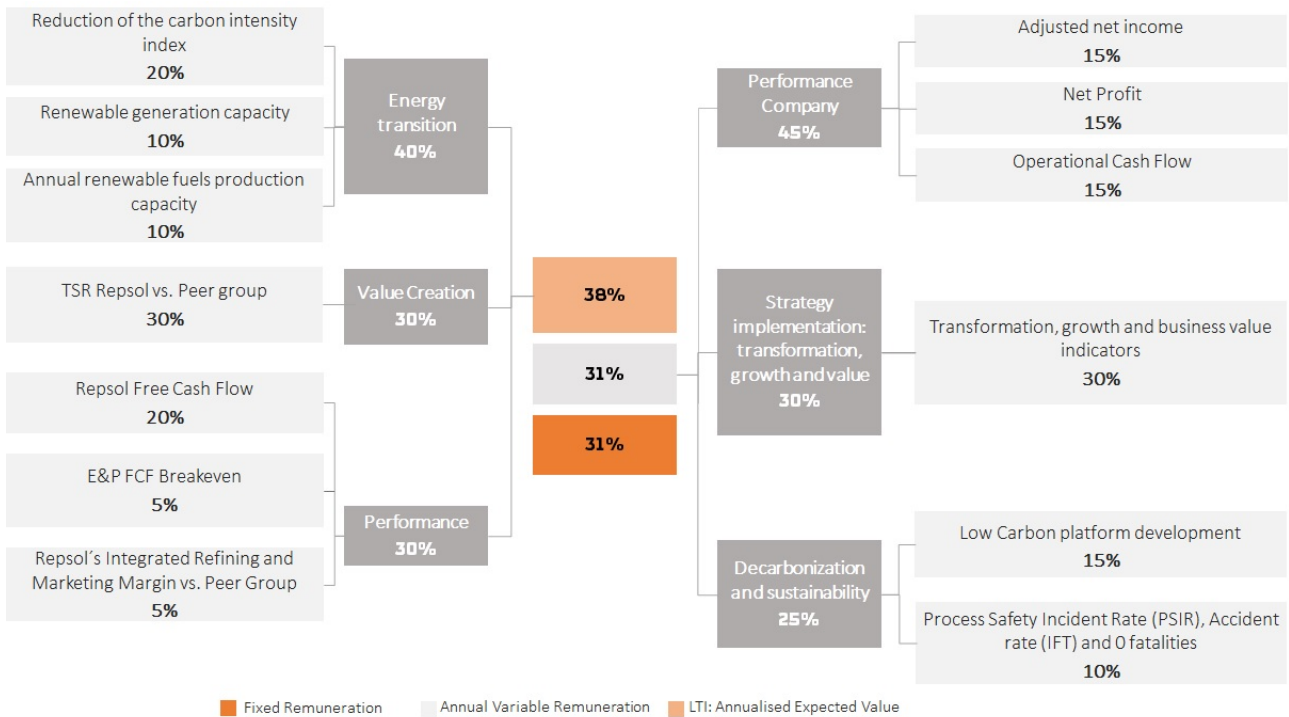 Reduction of the carbon intensity
index
20%
Renewable generation capacity
10%
Annual renewable fuels production
capacity
10%
Energy
transition
40%
TSR Repsol vs. Peer group
30%
Value Creation
30%
Repsol Free Cash Flow
20%
E&P FCF Breakeven
5%
Repsol´s Integrated Refining and
Marketing Margin vs. Peer Group
5%
Performance
30%
38%
31%
31%
Performance
Company
45%
Adjusted net income
15%
Net Profit
15%
Operational Cash Flow
15%
Strategy
implementation:
transformation,
growth and value
30%
Transformation, growth and business value
indicators
30%
Decarbonization
and sustainability
25%
Low Carbon platform development
15%
Process Safety Incident Rate (PSIR), Accident
rate (IFT) and 0 fatalities
10%
Fixed Remuneration
Annual Variable Remuneration
LTI: Annualised Expected Value